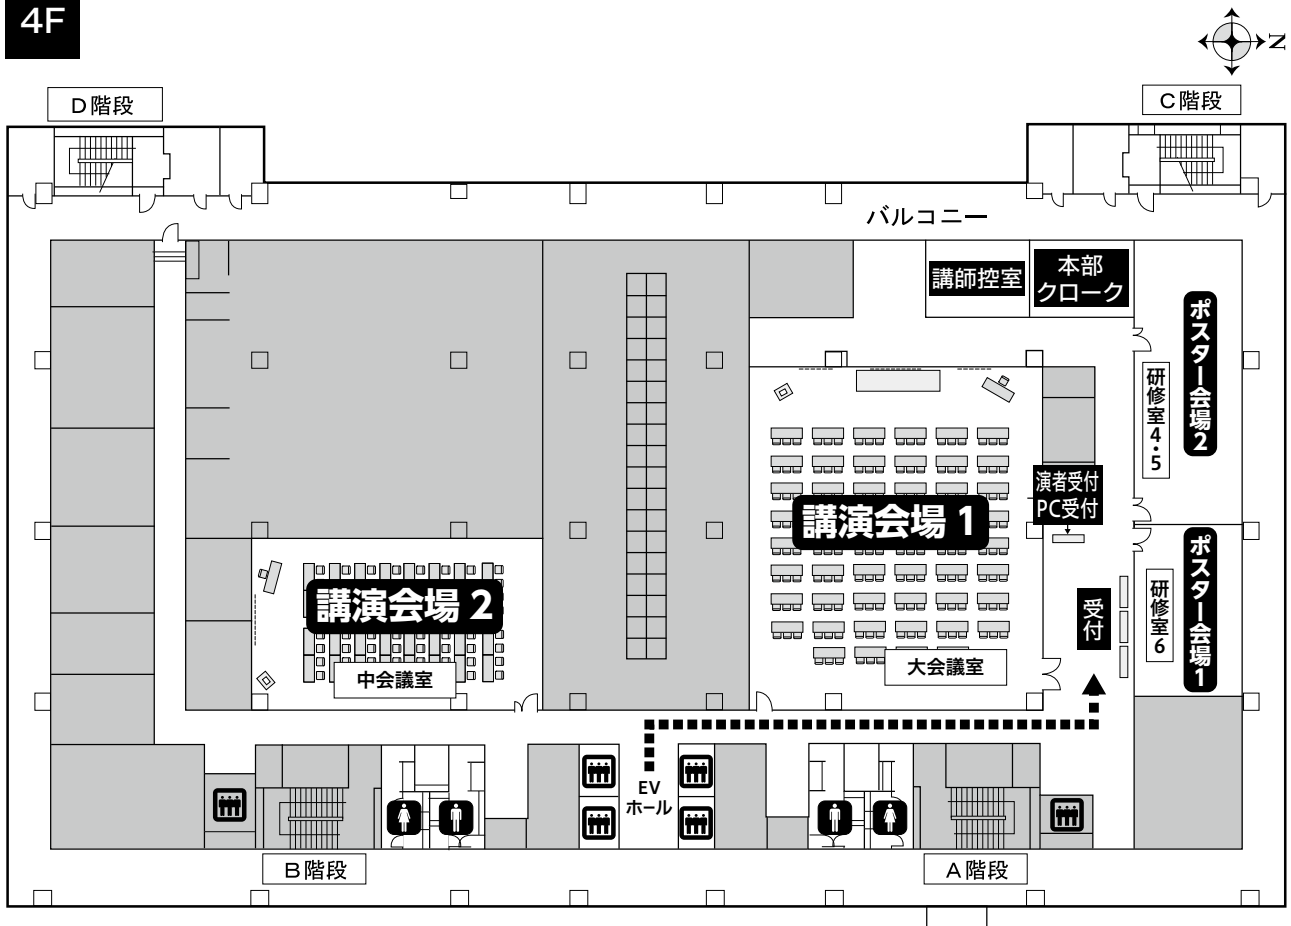 4F
N
D階段
C階段
バルコニー
講師控室
本部
クローク
ポスター会場2
研修室4・5
演者受付
PC受付
講演会場 1
ポスター会場1
研修室6
受付
講演会場 2
大会議室
中会議室
EV
ホール
B階段
A階段